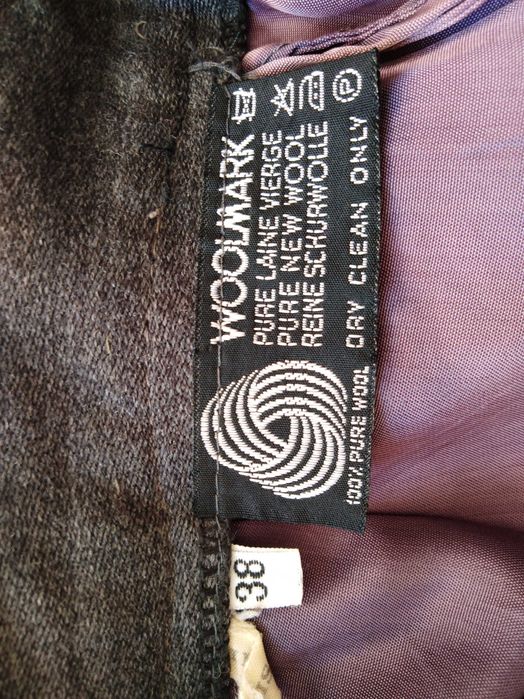 WOOLMARK
PURE LAINE VIERGE
PURE NEW WOOL
REINE SCHURWOLLE
P
DRY CLEAN ONLY
100% PURE WOOL
38